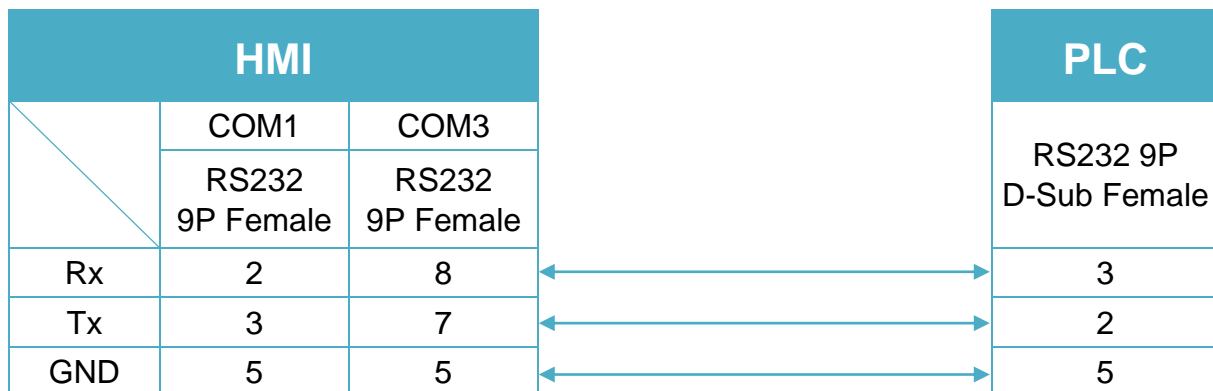 HMI
PLC
COM1 COM3
RS232 9P Female
RS232 9P Female
RS232 9P
D-Sub Female
Rx 2 8 3
Tx 3 7 2
GND 5 5 5